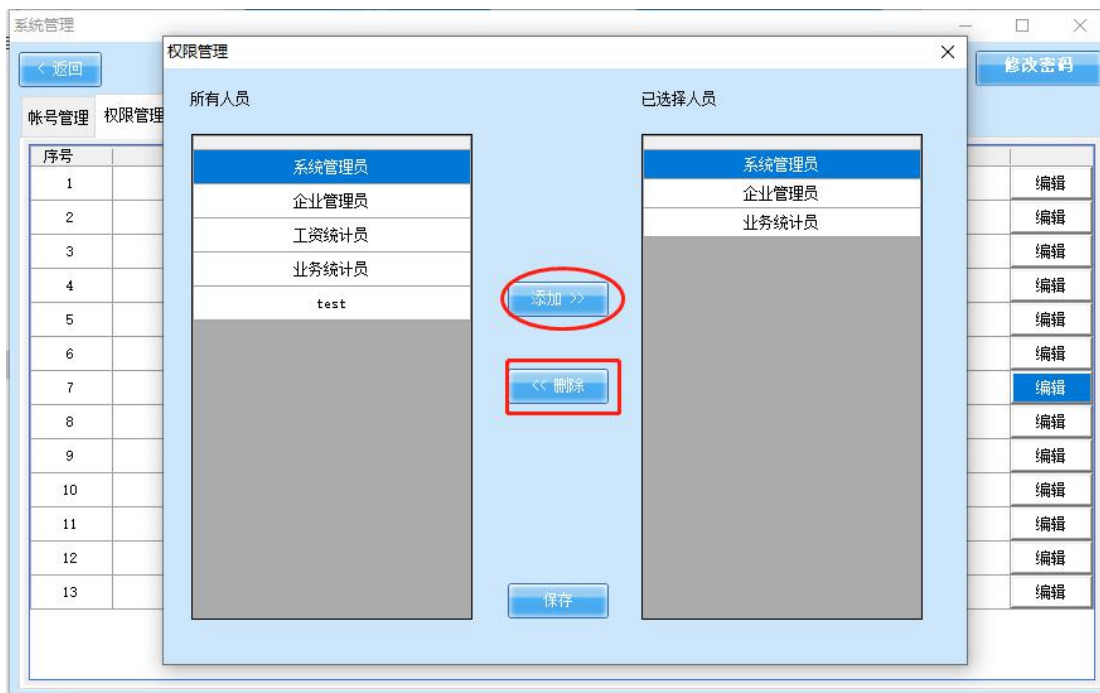 系统管理
权限管理
< 返回
修改密码
帐号管理 权限管理
所有人员
已选择人员
序号
系统管理员
企业管理员
工资统计员
业务统计员
test
系统管理员
企业管理员
业务统计员
添加 >>
<< 删除
保存
1 编辑
2 编辑
3 编辑
4 编辑
5 编辑
6 编辑
7 编辑
8 编辑
9 编辑
10 编辑
11 编辑
12 编辑
13 编辑